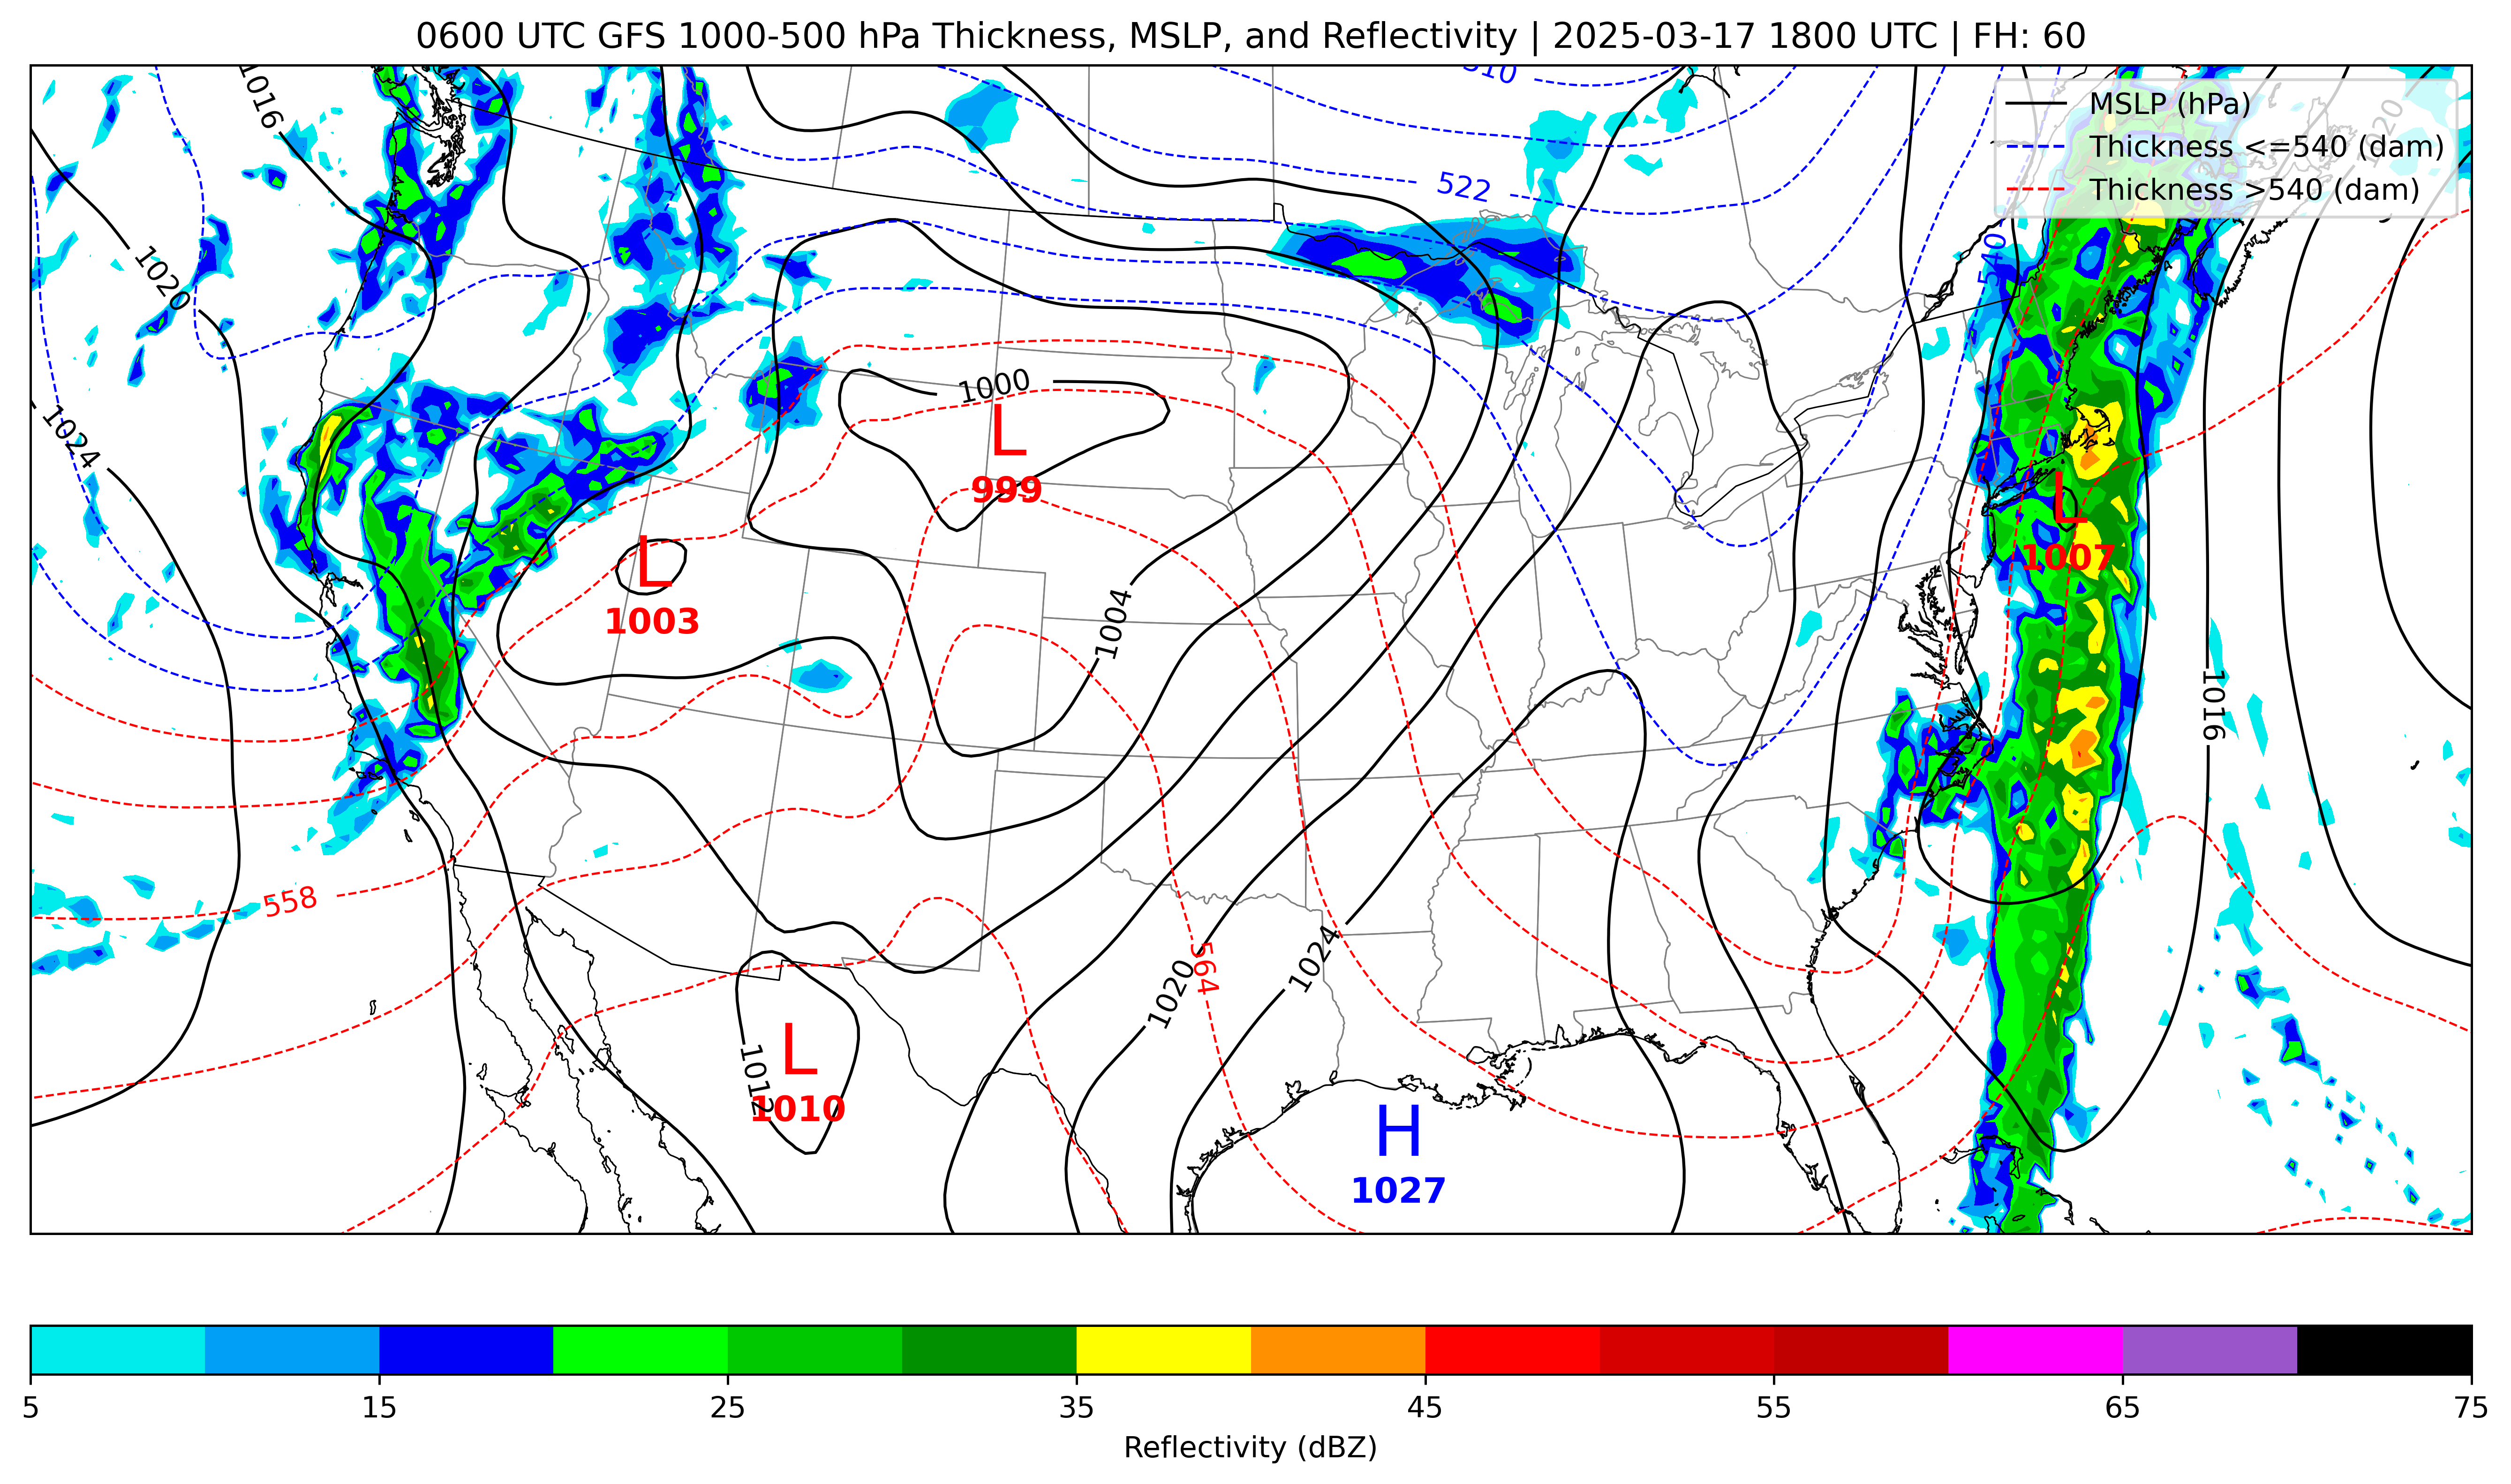 0600 UTC GFS 1000-500 hPa Thickness, MSLP, and Reflectivity | 2025-03-17 1800 UTC | FH: 60
510
1016
MSLP (hPa)
1020
Thickness <=540 (dam)
522
Thickness >540 (dam)
1020
540
1000
1024
L
999
L
1007
L
1003
1004
1016
558
1024
564
1020
L
1012
1010
H
1027
5
15
25
35
45
55
65
75
Reflectivity (dBZ)